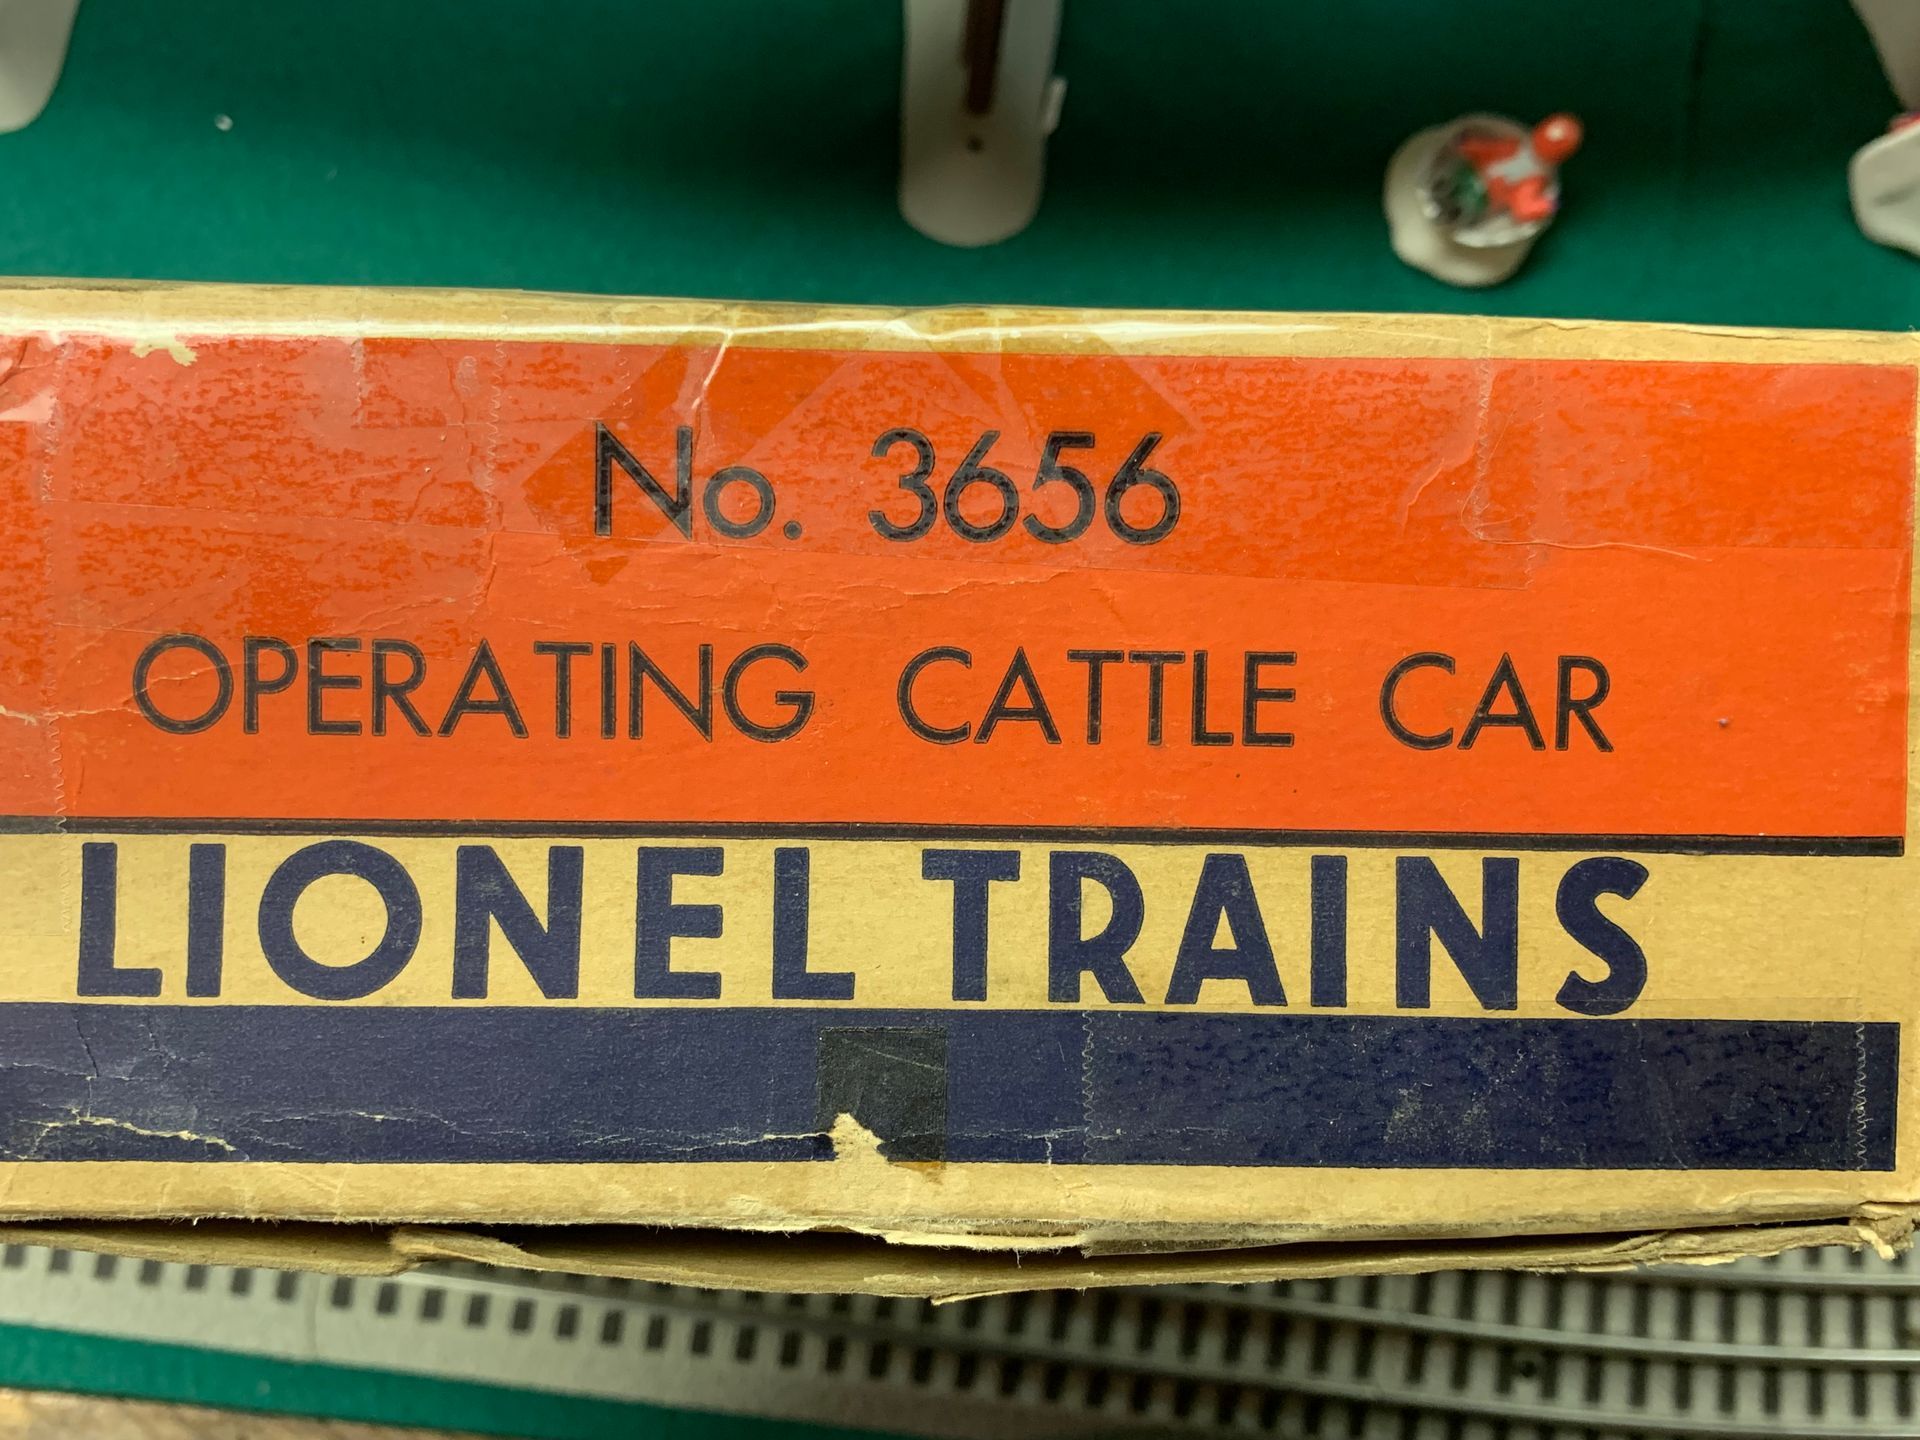 No. 3656
OPERATING CATTLE CAR
LIONEL TRAINS